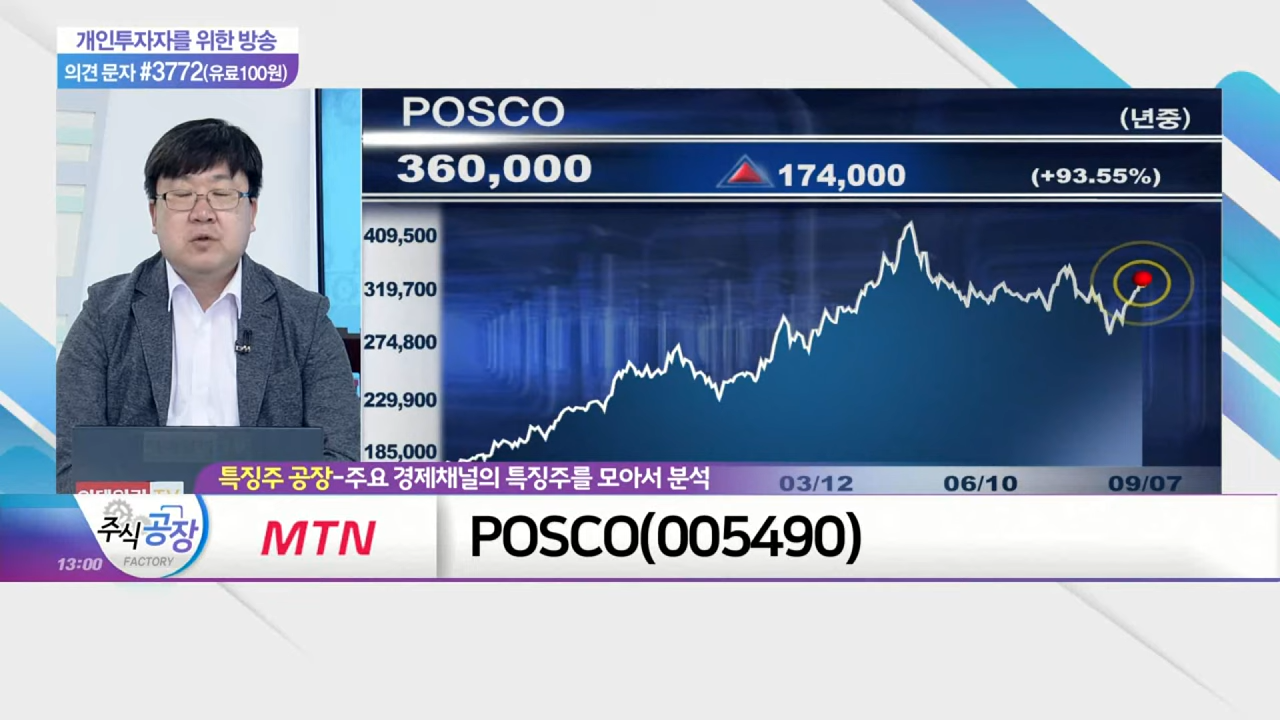 개인투자자를 위한 방송
의견 문자 #3772(유료100원)
POSCO
(년중)
360,000
174,000
(+93.55%)
409,500
319,700
274,800
229,900
185,000
03/12
06/10
09/07
특징주 공장-주요 경제채널의 특징주를 모아서 분석
주식공장
FACTORY
13:00
MTN
POSCO(005490)